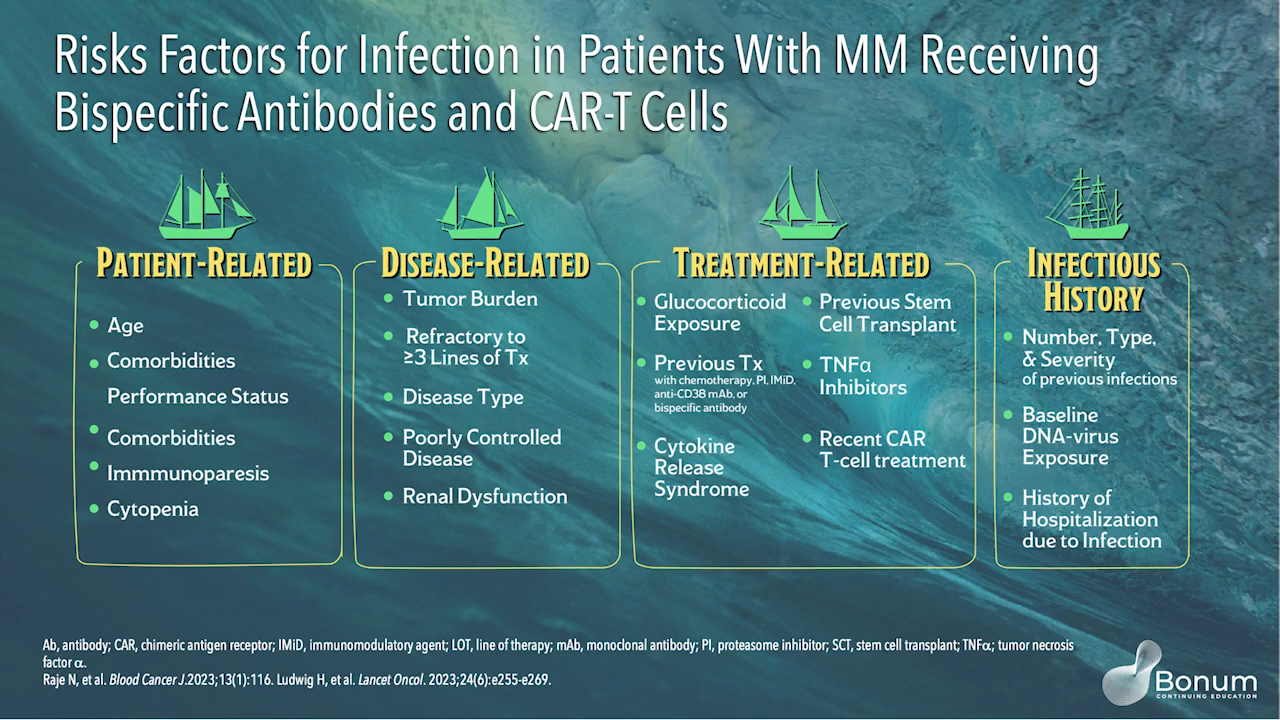 Risks Factors for Infection in Patients With MM Receiving
Bispecific Antibodies and CAR-T Cells
PATIENT-RELATED
• Age
• Comorbidities
Performance Status
• Comorbidities
• Immmunoparesis
• Cytopenia
DISEASE-RELATED
• Tumor Burden
• Refractory to
≥3 Lines of Tx
• Disease Type
• Poorly Controlled
Disease
• Renal Dysfunction
TREATMENT-RELATED
• Glucocorticoid
Exposure
• Previous Tx
with chemotherapy, PI, IMiD,
anti-CD38 mAb, or
bispecific antibody
• Cytokine
Release
Syndrome
• Previous Stem
Cell Transplant
• TNFα
Inhibitors
• Recent CAR
T-cell treatment
INFECTIOUS
HISTORY
• Number, Type,
& Severity
of previous infections
• Baseline
DNA-virus
Exposure
• History of
Hospitalization
due to Infection
Ab, antibody; CAR, chimeric antigen receptor; IMiD, immunomodulatory agent; LOT, line of therapy; mAb, monoclonal antibody; PI, proteasome inhibitor; SCT, stem cell transplant; TNFα; tumor necrosis
factor α.
Raje N, et al. Blood Cancer J.2023;13(1):116. Ludwig H, et al. Lancet Oncol. 2023;24(6):e255-e269.
Bonum
CONTINUING EDUCATION